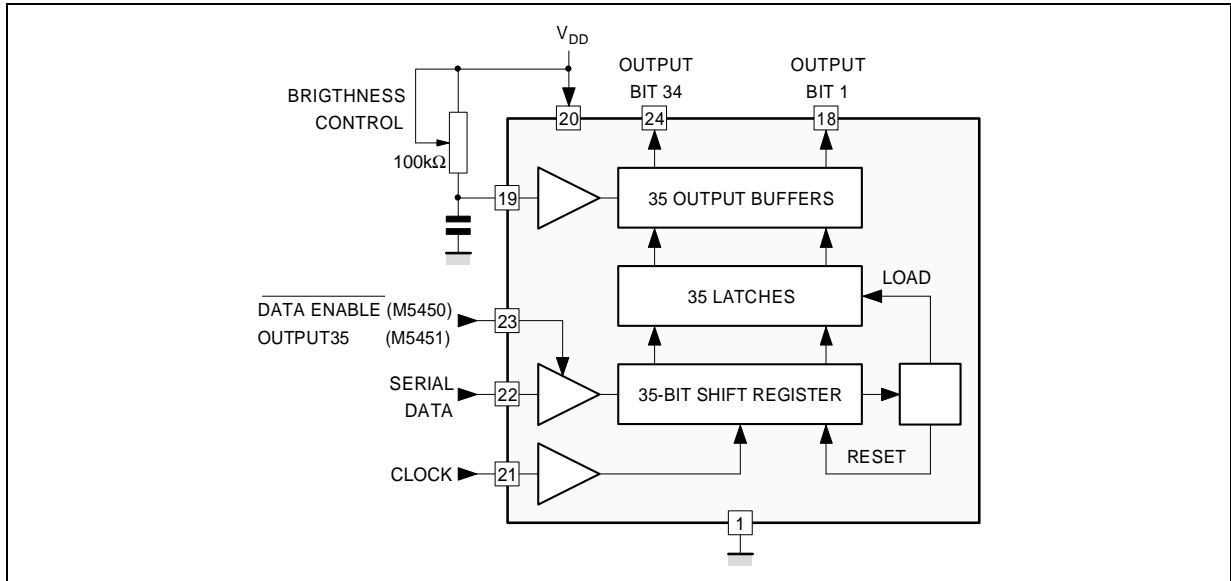 V_DD
OUTPUT
BIT 34
OUTPUT
BIT 1
BRIGTHNESS
CONTROL
100kΩ
20
24
18
19
35 OUTPUT BUFFERS
LOAD
35 LATCHES
DATA ENABLE (M5450)
OUTPUT35 (M5451)
23
SERIAL
DATA
22
35-BIT SHIFT REGISTER
RESET
CLOCK
21
1